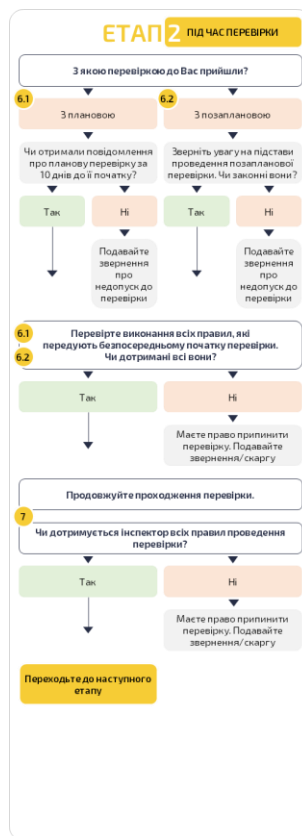 ЕТАП 2 ПІД ЧАС ПЕРЕВІРКИ
З якою перевіркою до Вас прийшли?
6.1
З плановою
6.2
З позаплановою
Чи отримали повідомлення
про планову перевірку за
10 днів до її початку?
Зверніть увагу на підстави
проведення позапланової
перевірки. Чи законні вони?
Так
Ні
Так
Ні
Подавайте
звернення
про
недопуск до
перевірки
Подавайте
звернення
про
недопуск до
перевірки
6.1
6.2
Перевірте виконання всіх правил, які
передують безпосередньому початку перевірки.
Чи дотримані всі вони?
Так
Ні
Маєте право припинити
перевірку. Подавайте
звернення/скаргу
Продовжуйте проходження перевірки.
7
Чи дотримується інспектор всіх правил проведення
перевірки?
Так
Ні
Маєте право припинити
перевірку. Подавайте
звернення/скаргу
Переходьте до наступного
етапу